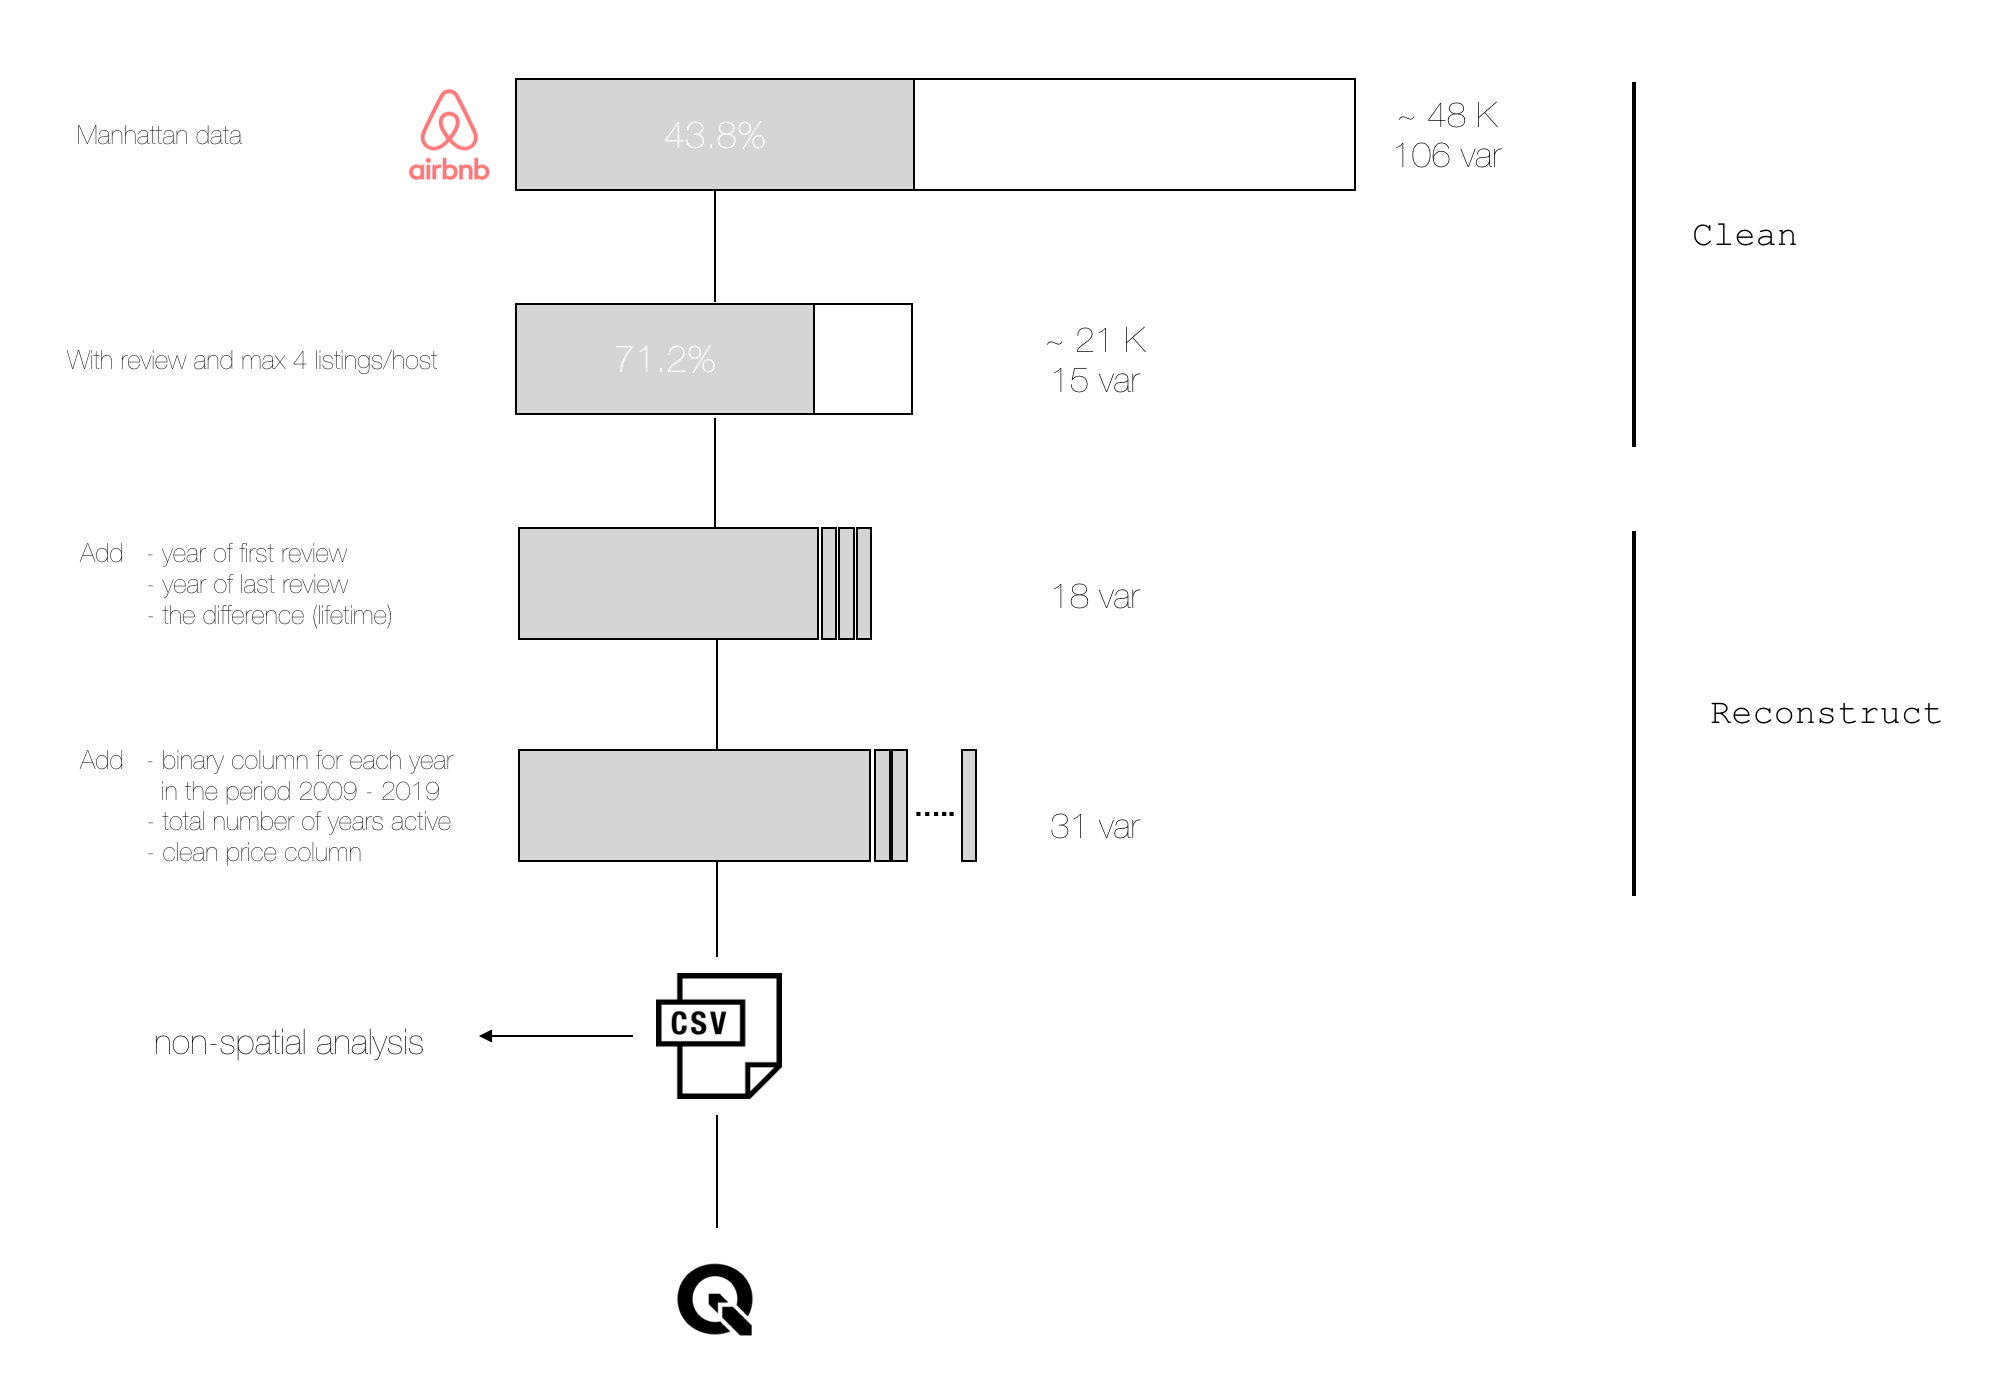 Manhattan data
airbnb
43.8%
~ 48 K
106 var
Clean
With review and max 4 listings/host
71.2%
~ 21 K
15 var
Add - year of first review
- year of last review
- the difference (lifetime)
18 var
Reconstruct
Add - binary column for each year
in the period 2009 - 2019
- total number of years active
- clean price column
.....
31 var
CSV
non-spatial analysis